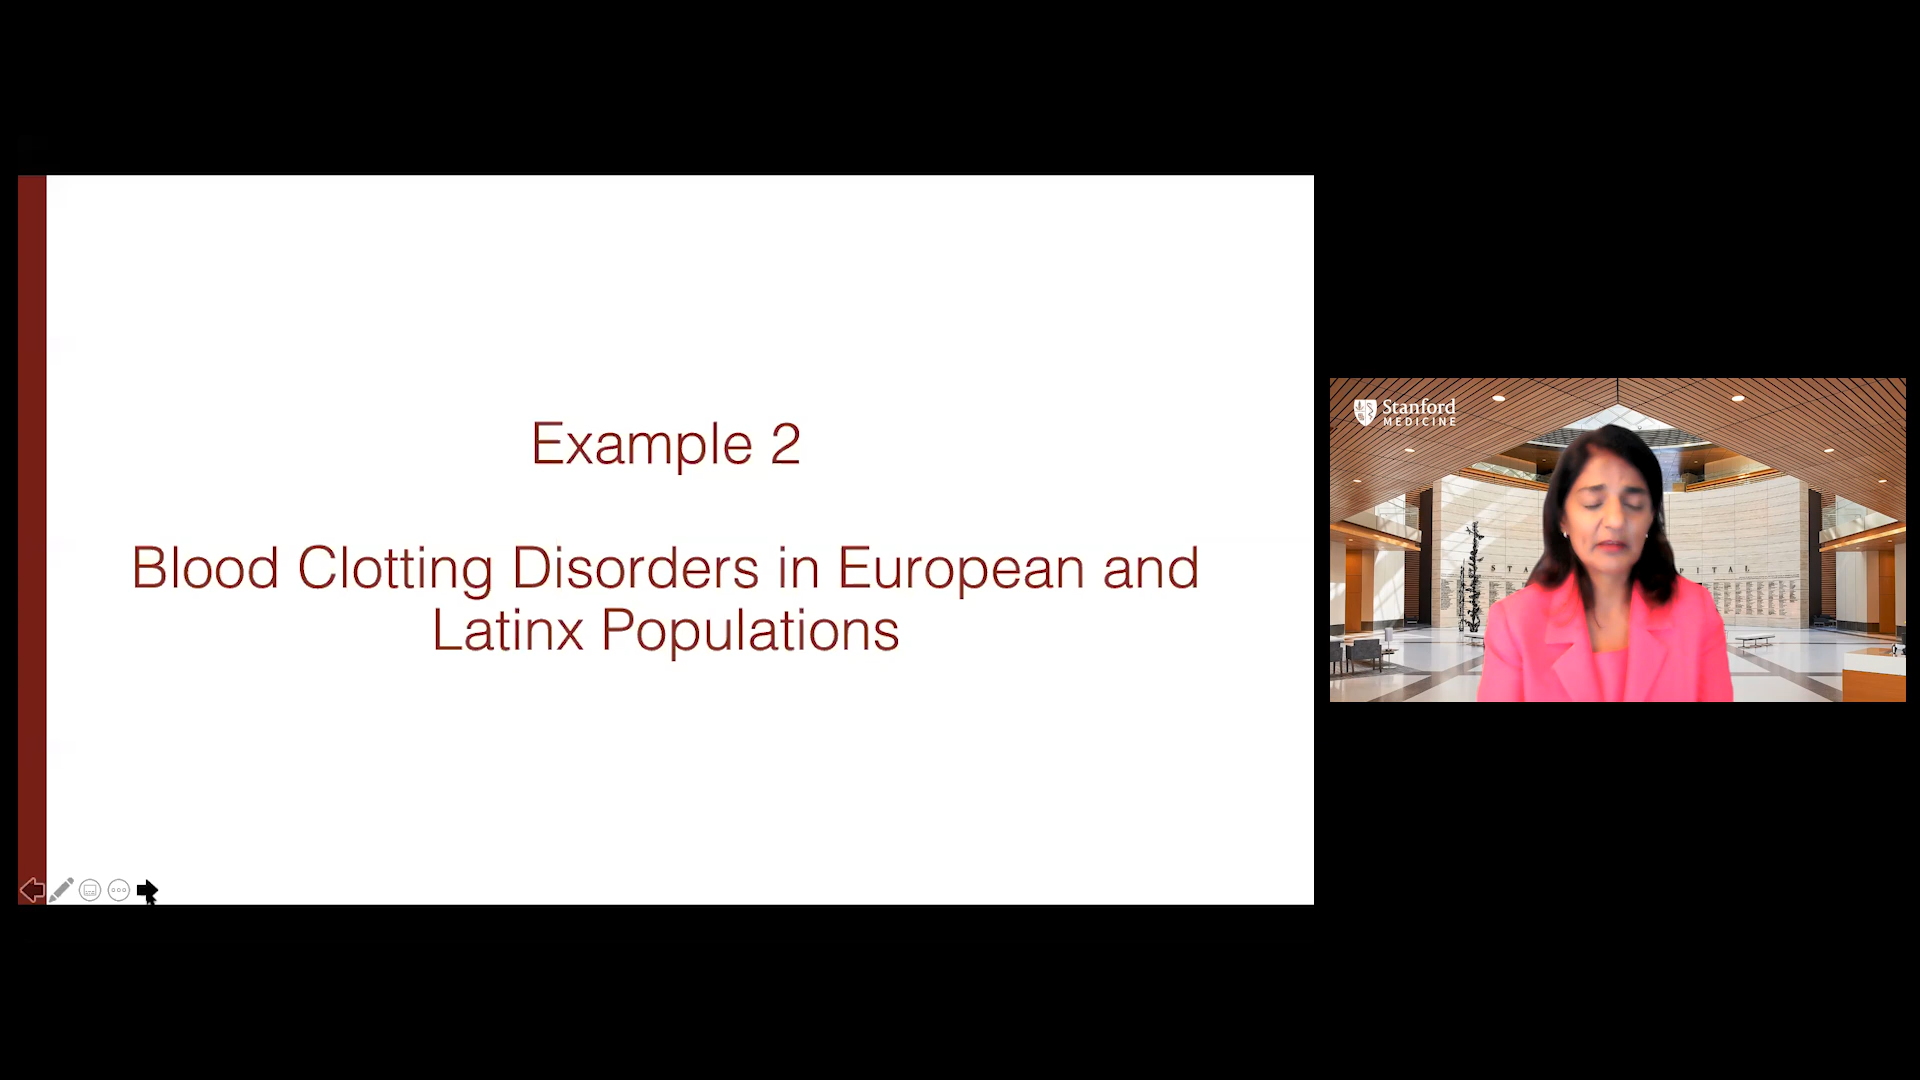 Example 2
Blood Clotting Disorders in European and
Latinx Populations
Stanford
MEDICINE